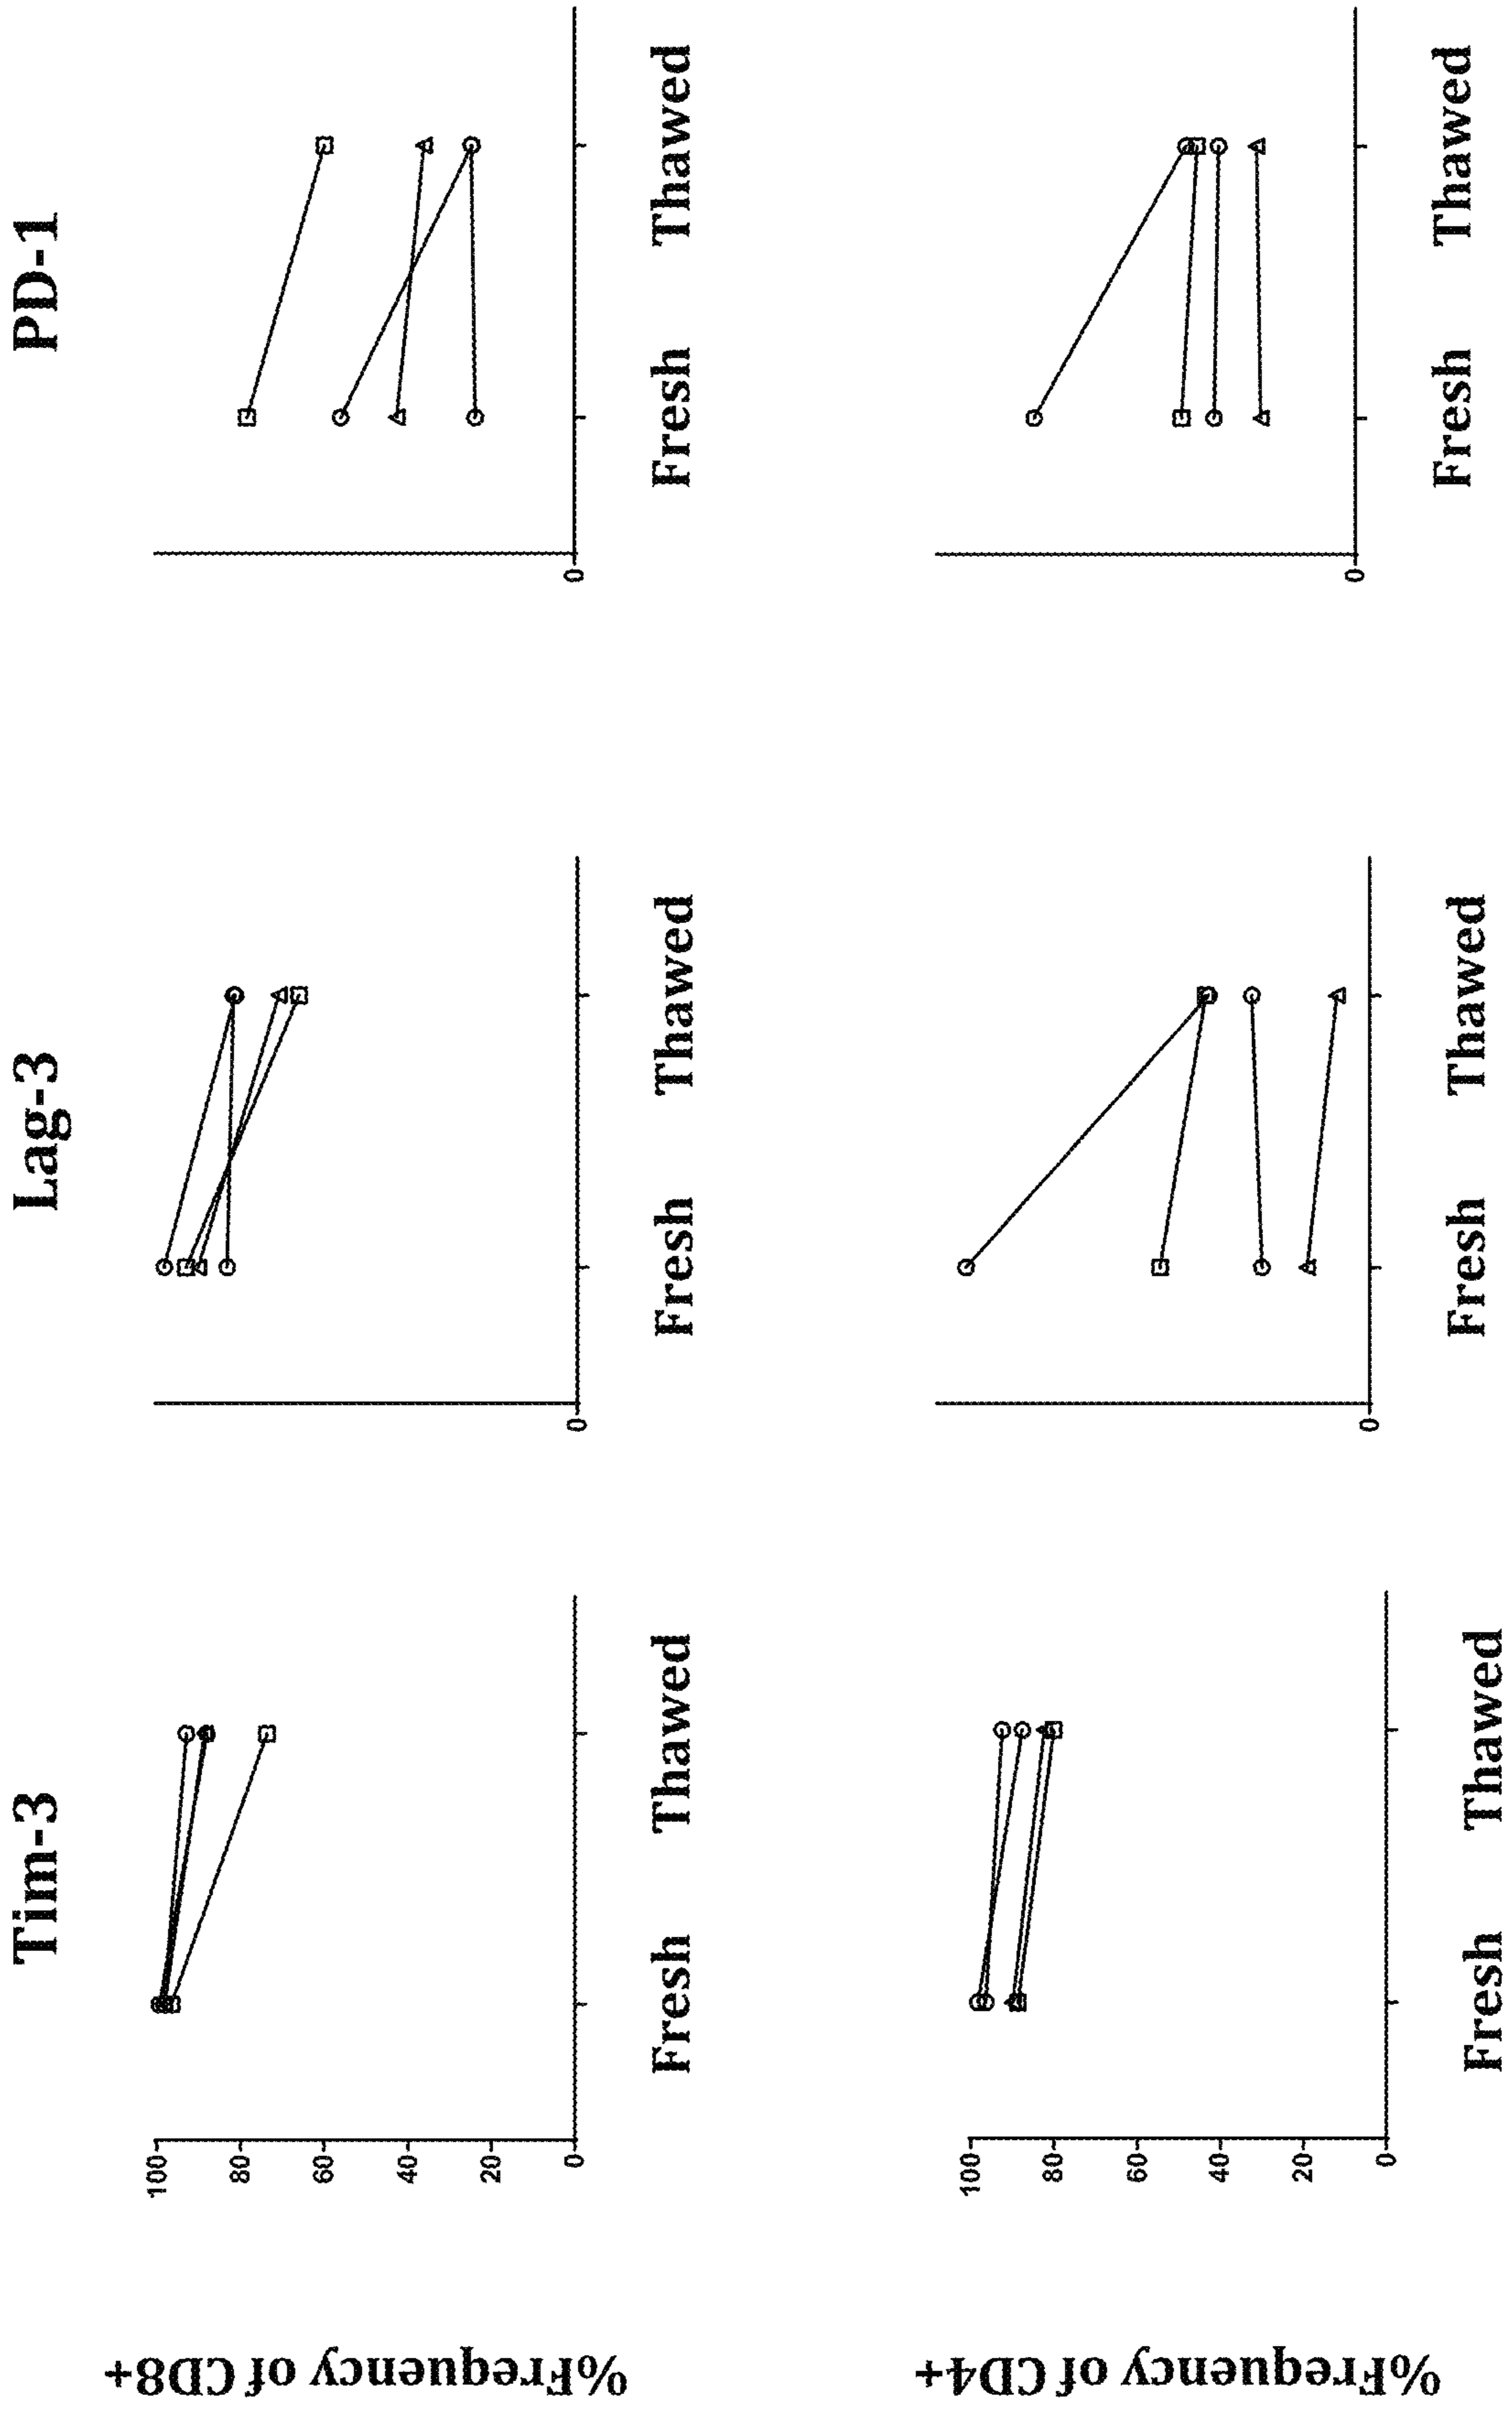 Tim-3
Lag-3
PD-1
%Frequency of CD8+
100
80
60
40
20
0
Fresh
Thawed
0
Fresh
Thawed
0
Fresh
Thawed
%Frequency of CD4+
100
80
60
40
20
0
Fresh
Thawed
0
Fresh
Thawed
0
Fresh
Thawed